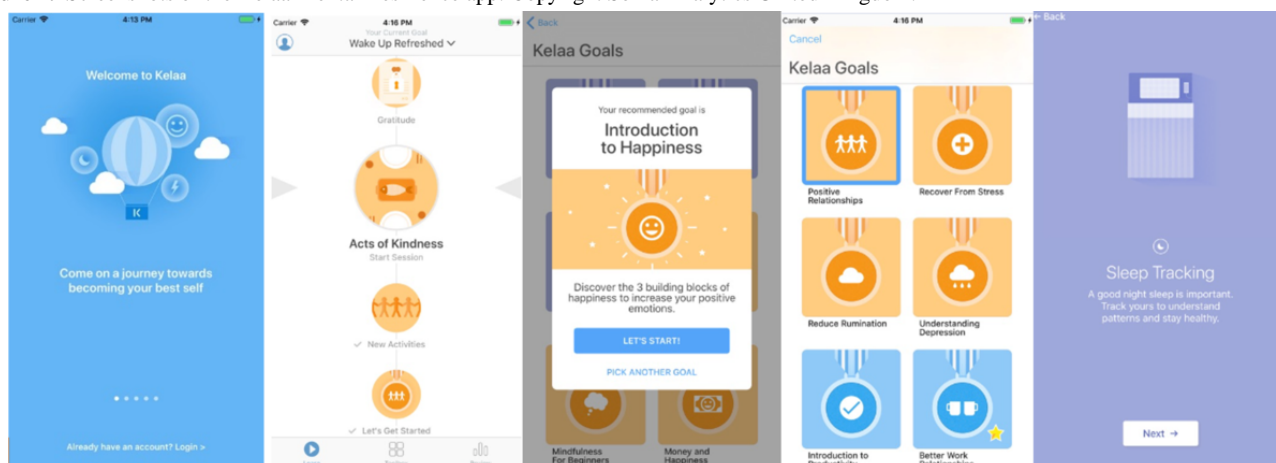 Carrier
4:13 PM
Welcome to Kelaa
K
Come on a journey towards
becoming your best self
Already have an account? Login >
Carrier
4:16 PM
Your Current Goal
Wake Up Refreshed
Gratitude
Acts of Kindness
Start Session
✓ New Activities
✓ Let's Get Started
< Back
Kelaa Goals
Your recommended goal is
Introduction
to Happiness
Discover the 3 building blocks of
happiness to increase your positive
emotions.
LET'S START!
PICK ANOTHER GOAL
Mindfulness
For Beginners
Money and
Happiness
Carrier
4:16 PM
Cancel
Kelaa Goals
Positive
Relationships
Recover From Stress
Reduce Rumination
Understanding
Depression
Introduction to
Better Work
← Back
Sleep Tracking
A good night sleep is important.
Track yours to understand
patterns and stay healthy.
Next →